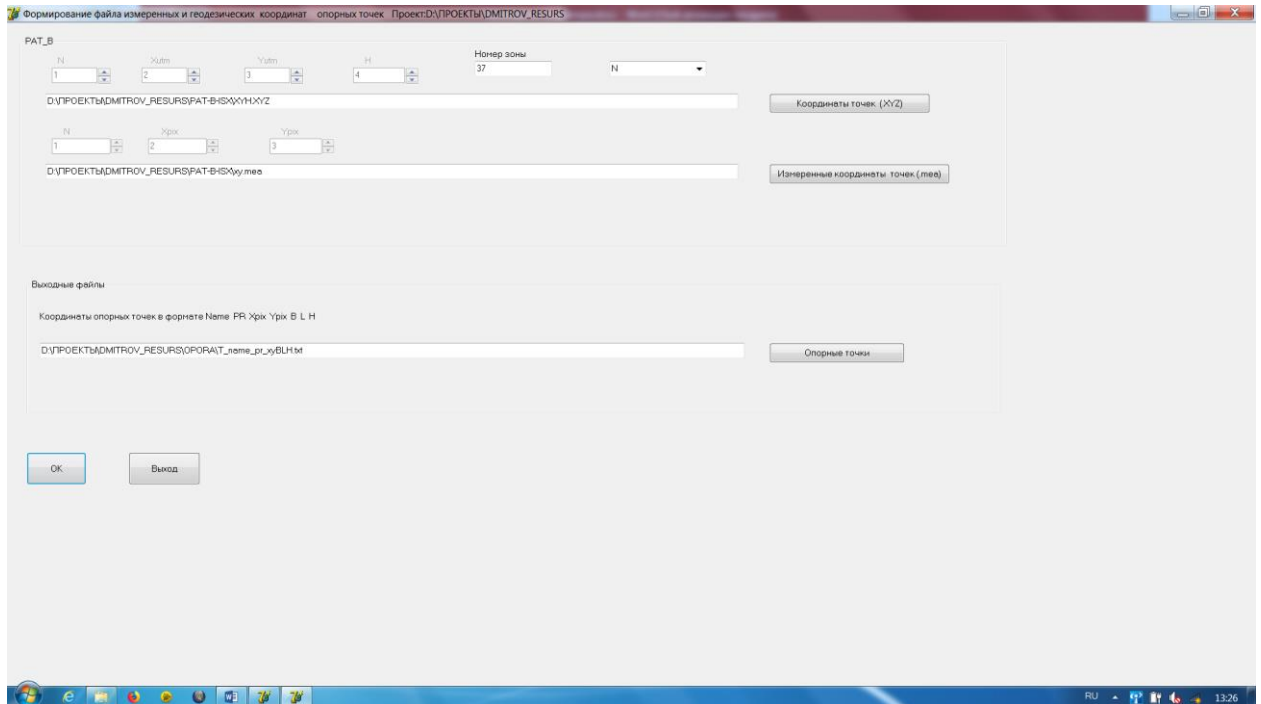 Формирование файла измеренных и геодезических координат опорных точек Проект:D:\ПРОЕКТЫ\DMITROV_RESURS
PAT_B
N Xutm Yutm H Номер зоны
1 2 3 4 37 N
D:\ПРОЕКТЫ\DMITROV_RESURS\PAT-B-ISX\XYH.XYZ Координаты точек (XYZ)
N Xpix Ypix
1 2 3
D:\ПРОЕКТЫ\DMITROV_RESURS\PAT-B-ISX\xy.mea Измеренные координаты точек (.mea)
Выходные файлы
Координаты опорных точек в формате Name PR Xpix Ypix B L H
D:\ПРОЕКТЫ\DMITROV_RESURS\OPORA\T_name_pr_xyBLH.txt Опорные точки
OK Выход
RU 13:26